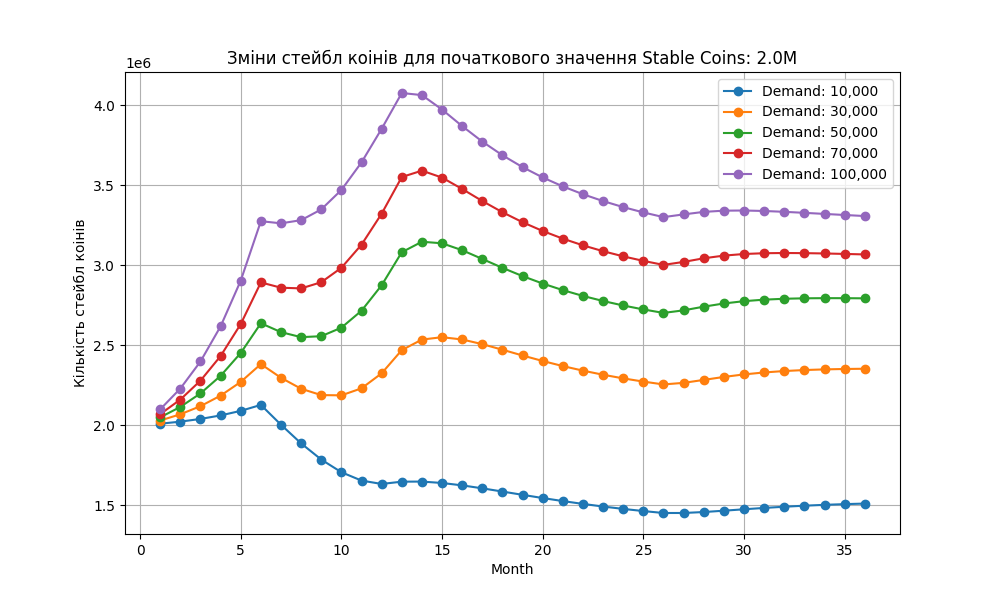 Зміни стейбл коінів для початкового значення Stable Coins: 2.0M
1e6
4.0
3.5
3.0
2.5
2.0
1.5
Кількість стейбл коінів
Demand: 10,000
Demand: 30,000
Demand: 50,000
Demand: 70,000
Demand: 100,000
0 5 10 15 20 25 30 35
Month